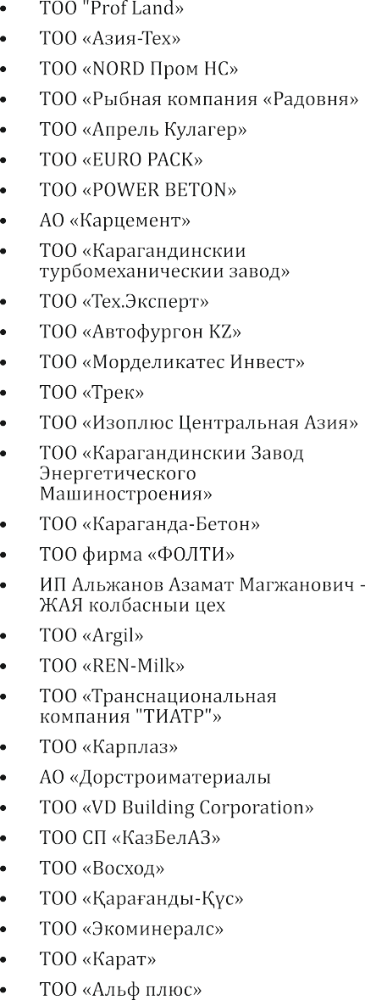 • ТОО "Prof Land»
• ТОО «Азия-Тех»
• ТОО «NORD Пром НС»
• ТОО «Рыбная компания «Радовня»
• ТОО «Апрель Кулагер»
• ТОО «EURO PACK»
• ТОО «POWER BETON»
• АО «Карцемент»
• ТОО «Карагандинскии
турбомеханическии завод»
• ТОО «Тех.Эксперт»
• ТОО «Автофургон KZ»
• ТОО «Морделикатес Инвест»
• ТОО «Трек»
• ТОО «Изоплюс Центральная Азия»
• ТОО «Карагандинскии Завод
Энергетического
Машиностроения»
• ТОО «Караганда-Бетон»
• ТОО фирма «ФОЛТИ»
• ИП Альжанов Азамат Магжанович -
ЖАЯ колбасныи цех
• ТОО «Argil»
• ТОО «REN-Milk»
• ТОО «Транснациональная
компания "ТИАТР"»
• ТОО «Карплаз»
• АО «Дорстроиматериалы
• ТОО «VD Building Corporation»
• ТОО СП «КазБелАЗ»
• ТОО «Восход»
• ТОО «Қарағанды-Құс»
• ТОО «Экоминералс»
• ТОО «Карат»
• ТОО «Альф плюс»